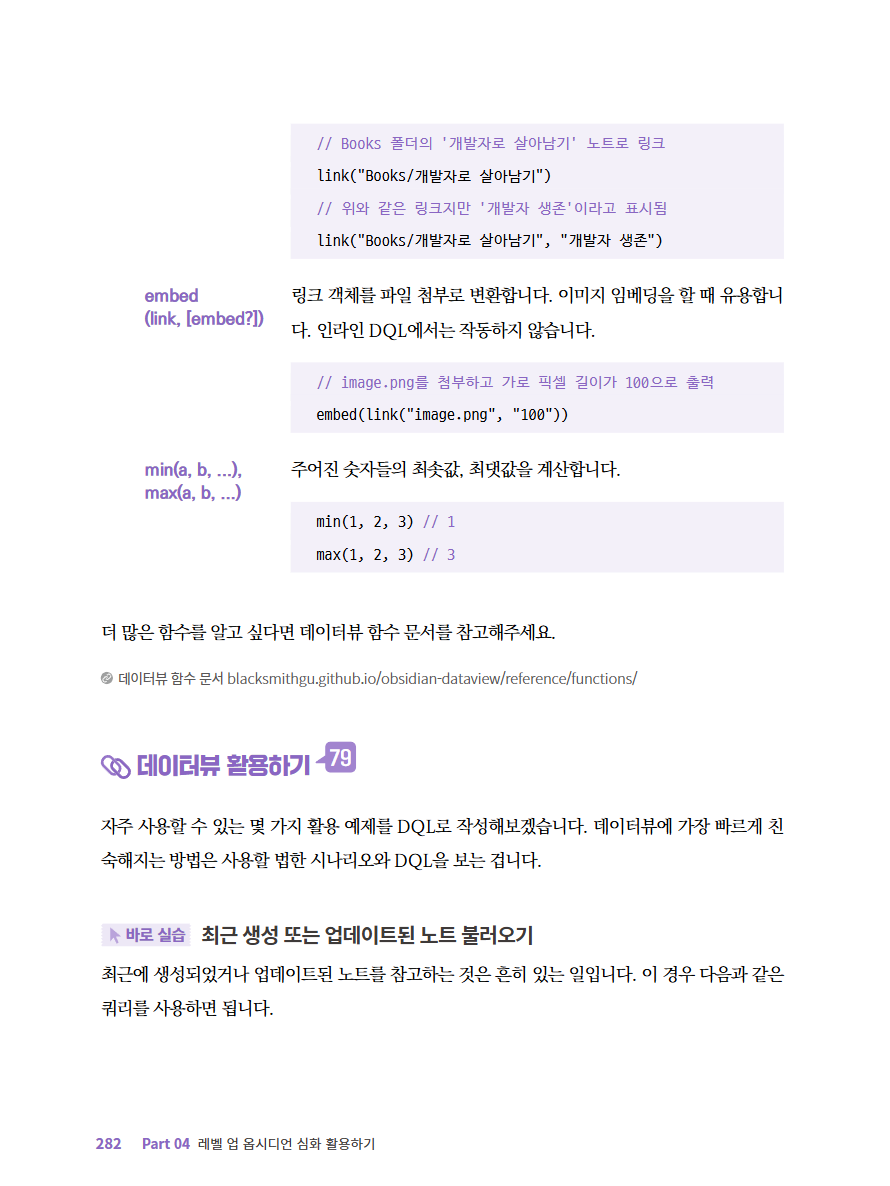 // Books 폴더의 '개발자로 살아남기' 노트로 링크
link("Books/개발자로 살아남기")
// 위와 같은 링크지만 '개발자 생존'이라고 표시됨
link("Books/개발자로 살아남기", "개발자 생존")
embed
(link, [embed?])
링크 객체를 파일 첨부로 변환합니다. 이미지 임베딩을 할 때 유용합니
다. 인라인 DQL에서는 작동하지 않습니다.
// image.png를 첨부하고 가로 픽셀 길이가 100으로 출력
embed(link("image.png", "100"))
min(a, b, ...),
max(a, b, ...)
주어진 숫자들의 최솟값, 최댓값을 계산합니다.
min(1, 2, 3) // 1
max(1, 2, 3) // 3
더 많은 함수를 알고 싶다면 데이터뷰 함수 문서를 참고해주세요.
데이터뷰 함수 문서 blacksmithgu.github.io/obsidian-dataview/reference/functions/
데이터뷰 활용하기 79
자주 사용할 수 있는 몇 가지 활용 예제를 DQL로 작성해보겠습니다. 데이터뷰에 가장 빠르게 친
숙해지는 방법은 사용할 법한 시나리오와 DQL을 보는 겁니다.
바로 실습 최근 생성 또는 업데이트된 노트 불러오기
최근에 생성되었거나 업데이트된 노트를 참고하는 것은 흔히 있는 일입니다. 이 경우 다음과 같은
쿼리를 사용하면 됩니다.
282 Part 04 레벨 업 옵시디언 심화 활용하기